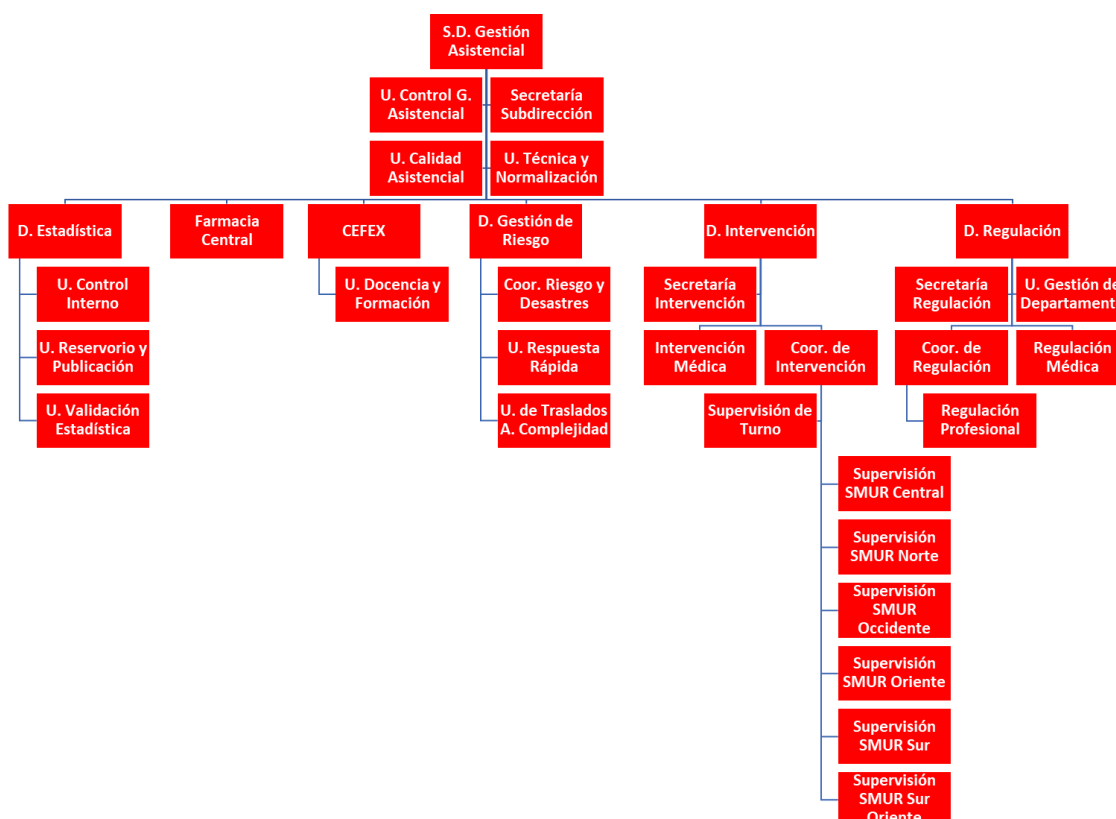 S.D. Gestión
Asistencial
U. Control G.
Asistencial
Secretaría
Subdirección
U. Calidad
Asistencial
U. Técnica y
Normalización
D. Estadística
Farmacia
Central
CEFEX
D. Gestión de
Riesgo
D. Intervención
D. Regulación
U. Control
Interno
U. Reservorio y
Publicación
U. Validación
Estadística
U. Docencia y
Formación
Coor. Riesgo y
Desastres
U. Respuesta
Rápida
U. de Traslados
A. Complejidad
Secretaría
Intervención
Intervención
Médica
Coor. de
Intervención
Supervisión de
Turno
Supervisión
SMUR Central
Supervisión
SMUR Norte
Supervisión
SMUR
Occidente
Supervisión
SMUR Oriente
Supervisión
SMUR Sur
Supervisión
SMUR Sur
Oriente
Secretaría
Regulación
U. Gestión de
Departament
Coor. de
Regulación
Regulación
Médica
Regulación
Profesional